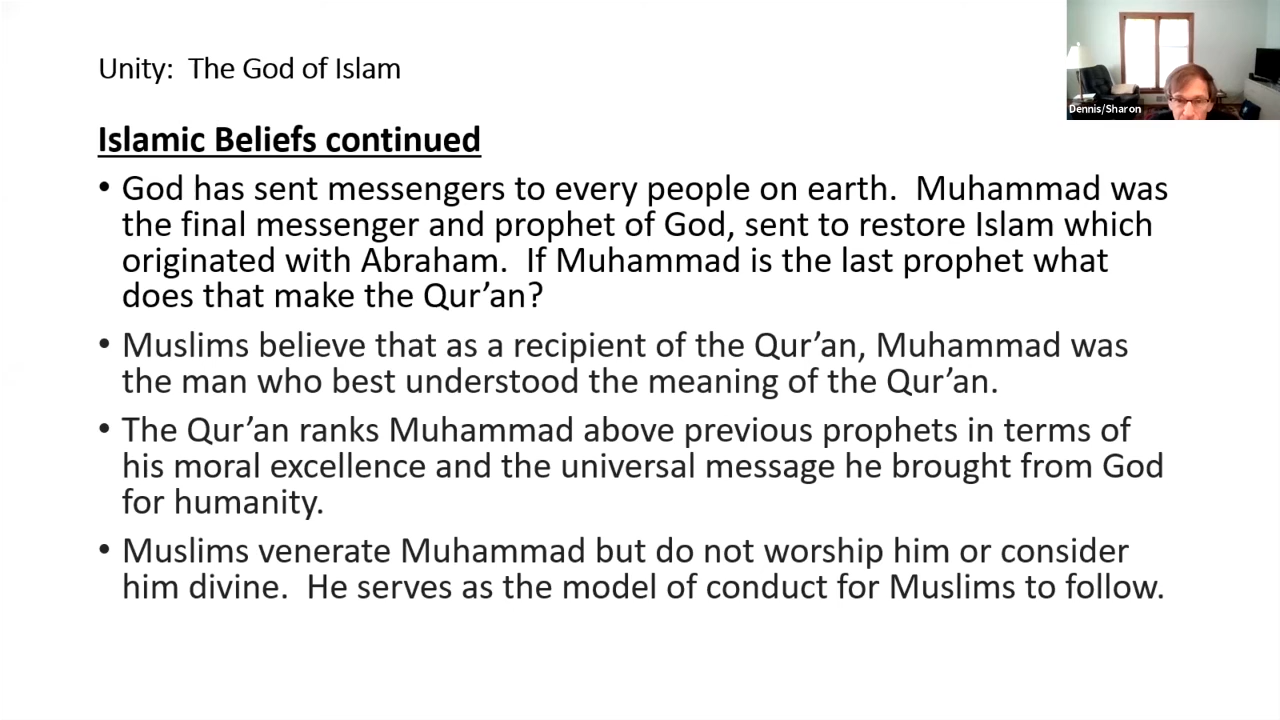 Unity:  The God of Islam
Dennis/Sharon
Islamic Beliefs continued
• God has sent messengers to every people on earth.  Muhammad was
the final messenger and prophet of God, sent to restore Islam which
originated with Abraham.  If Muhammad is the last prophet what
does that make the Qur’an?
• Muslims believe that as a recipient of the Qur’an, Muhammad was
the man who best understood the meaning of the Qur’an.
• The Qur’an ranks Muhammad above previous prophets in terms of
his moral excellence and the universal message he brought from God
for humanity.
• Muslims venerate Muhammad but do not worship him or consider
him divine.  He serves as the model of conduct for Muslims to follow.